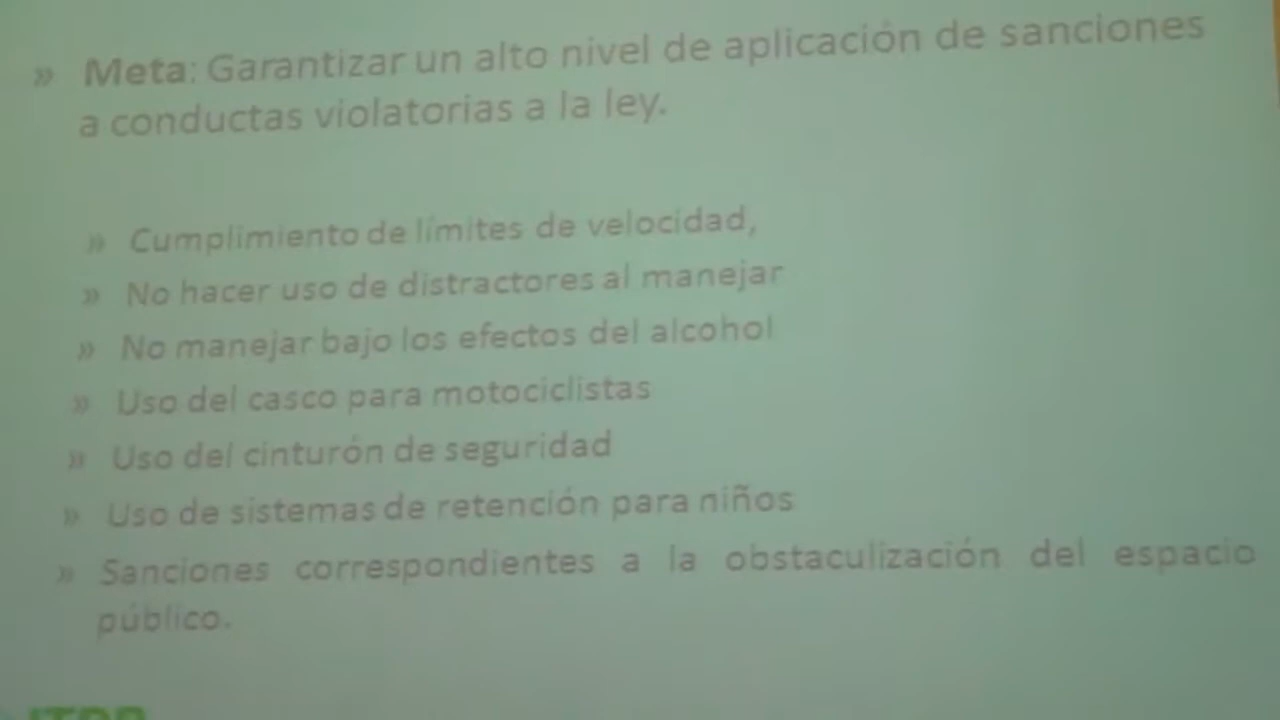 » Meta: Garantizar un alto nivel de aplicación de sanciones
a conductas violatorias a la ley.
» Cumplimiento de límites de velocidad,
» No hacer uso de distractores al manejar
» No manejar bajo los efectos del alcohol
» Uso del casco para motociclistas
» Uso del cinturón de seguridad
» Uso de sistemas de retención para niños
» Sanciones correspondientes a la obstaculización del espacio
público.